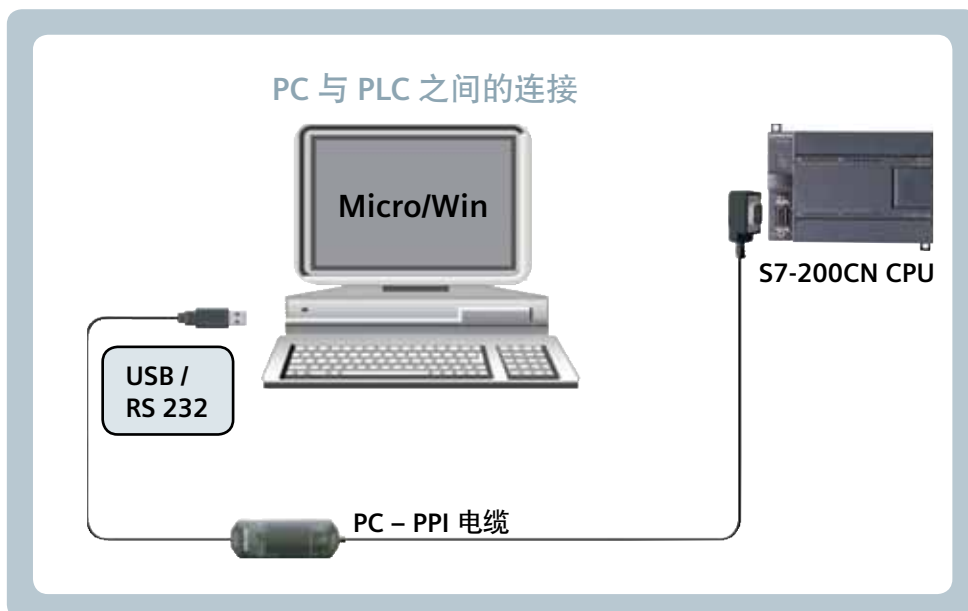 PC 与 PLC 之间的连接
Micro/Win
S7-200CN CPU
USB /
RS 232
PC – PPI 电缆